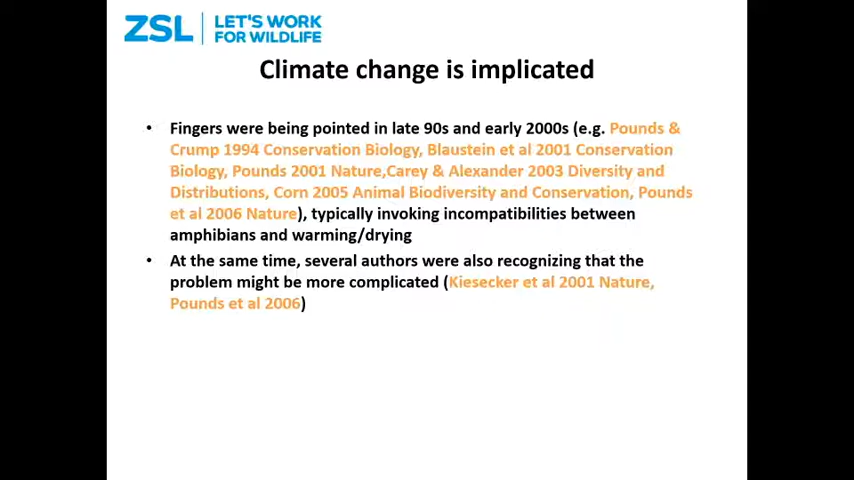 ZSL LET'S WORK
FOR WILDLIFE
Climate change is implicated
• Fingers were being pointed in late 90s and early 2000s (e.g. Pounds &
Crump 1994 Conservation Biology, Blaustein et al 2001 Conservation
Biology, Pounds 2001 Nature,Carey & Alexander 2003 Diversity and
Distributions, Corn 2005 Animal Biodiversity and Conservation, Pounds
et al 2006 Nature), typically invoking incompatibilities between
amphibians and warming/drying
• At the same time, several authors were also recognizing that the
problem might be more complicated (Kiesecker et al 2001 Nature,
Pounds et al 2006)